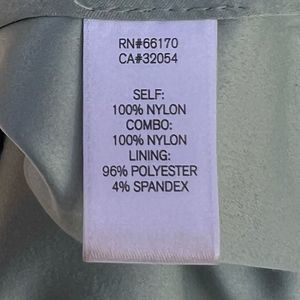 RN#66170
CA#32054
SELF:
100% NYLON
COMBO:
100% NYLON
LINING:
96% POLYESTER
4% SPANDEX